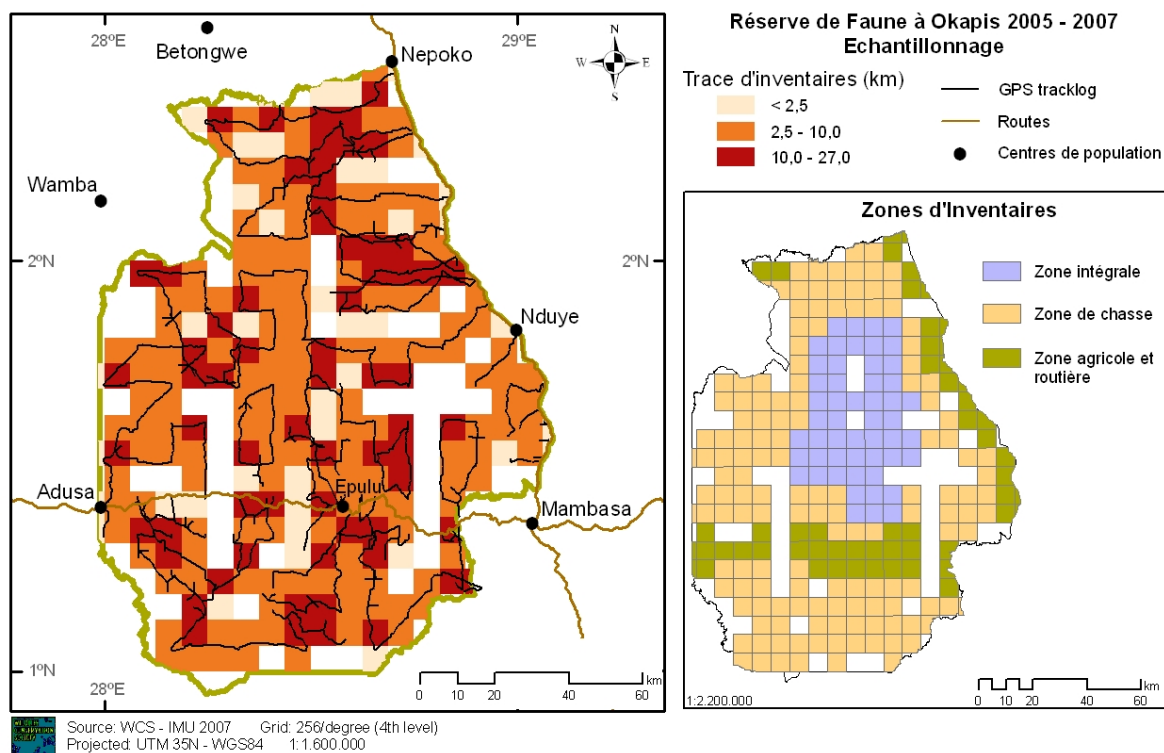 Réserve de Faune à Okapis 2005 - 2007
Echantillonnage
Trace d'inventaires (km)
< 2,5
2,5 - 10,0
10,0 - 27,0
GPS tracklog
Routes
Centres de population
28ºE
29ºE
Betongwe
Nepoko
N
W
E
S
Wamba
2ºN
2ºN
Nduye
Adusa
Epulu
Mambasa
1ºN
28ºE
0 10 20 40 60
km
Zones d'Inventaires
Zone intégrale
Zone de chasse
Zone agricole et
routière
1:2.200.000
0 5 10 20 40 60
km
Source: WCS - IMU 2007 Grid: 256/degree (4th level)
Projected: UTM 35N - WGS84 1:1.600.000